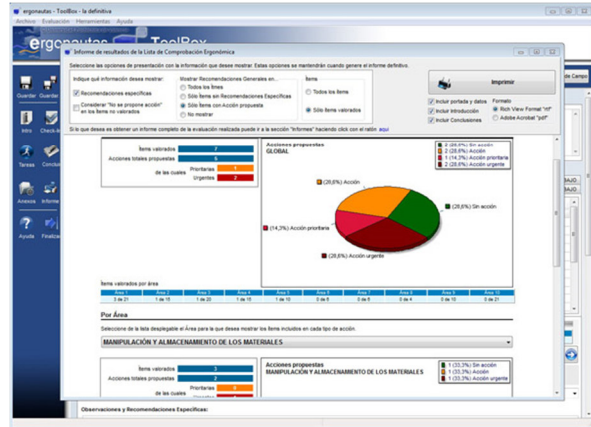 ergonautas - ToolBox - la definitiva
Archivo Evaluación Herramientas Ayuda
ergonautas ToolBox
Informe de resultados de la Lista de Comprobación Ergonómica
Seleccione las opciones de presentación con la información que desee mostrar. Estas opciones se mantendrán cuando genere el informe definitivo.
Indique qué información desea mostrar:
Recomendaciones específicas
Considerar "No se propone acción" en los ítems no valorados
Mostrar Recomendaciones Generales en...
Todos los ítems
Sólo ítems sin Recomendaciones Específicas
Sólo ítems con Acción propuesta
No mostrar
Ítems
Todos los ítems
Sólo ítems valorados
Imprimir
Incluir portada y datos
Incluir Introducción
Incluir Conclusiones
Formato
Rich View Format "rtf"
Adobe Acrobat "pdf"
Si lo que desea es obtener un informe completo de la evaluación realizada puede ir a la sección "Informes" haciendo click con el ratón aqui
de Campo
Guardar Guardar
Intro Check-
Tareas Conclus
Anexos Informe
Ayuda Finaliza
Ítems valorados 7
Acciones totales propuestas 5
de las cuales
Prioritarias 1
Urgentes 2
Acciones propuestas
GLOBAL
2 (28,6%) Sin acción
2 (28,6%) Acción
1 (14,3%) Acción prioritaria
2 (28,6%) Acción urgente
(28,6%) Acción
(28,6%) Sin acción
(14,3%) Acción prioritaria
(28,6%) Acción urgente
Ítems valorados por área
Área 1 Área 2 Área 3 Área 4 Área 5 Área 6 Área 7 Área 8 Área 9 Área 10
3 de 21 1 de 15 1 de 20 1 de 15 1 de 10 0 de 6 0 de 5 0 de 4 0 de 10 0 de 21
Por Área
Seleccione de la lista desplegable el Área para la que desea mostrar los ítems incluidos en cada tipo de acción.
MANIPULACIÓN Y ALMACENAMIENTO DE LOS MATERIALES
Ítems valorados 3
Acciones totales propuestas 2
de las cuales
Prioritarias 0
Acciones propuestas
MANIPULACIÓN Y ALMACENAMIENTO DE LOS MATERIALES
1 (33,3%) Sin acción
1 (33,3%) Acción
1 (33,3%) Acción urgente
Observaciones y Recomendaciones Específicas: